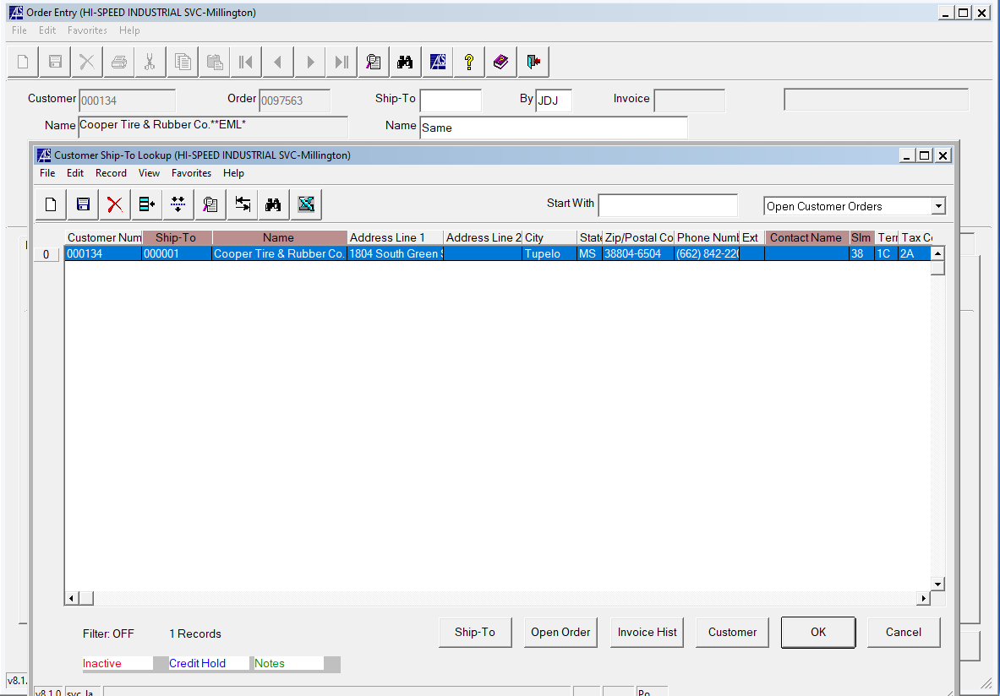 Order Entry (HI-SPEED INDUSTRIAL SVC-Millington)
File Edit Favorites Help
Customer 000134 Order 0097563 Ship-To By JDJ Invoice
Name Cooper Tire & Rubber Co.**EML* Name Same
Customer Ship-To Lookup (HI-SPEED INDUSTRIAL SVC-Millington)
File Edit Record View Favorites Help
Start With Open Customer Orders
Customer Num Ship-To Name Address Line 1 Address Line 2 City State Zip/Postal Co Phone Numb Ext Contact Name Slm Ter Tax Co
0 000134 000001 Cooper Tire & Rubber Co. 1804 South Green Tupelo MS 38804-6504 (662) 842-220 38 1C 2A
Filter: OFF 1 Records Ship-To Open Order Invoice Hist Customer OK Cancel
Inactive Credit Hold Notes
v8.1.
v8.1.0 svc_la Po